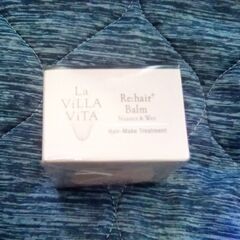 La
ViLLA
ViTA
Re:hair+
Balm
Nuance & Wet
Hair-Make Treatment